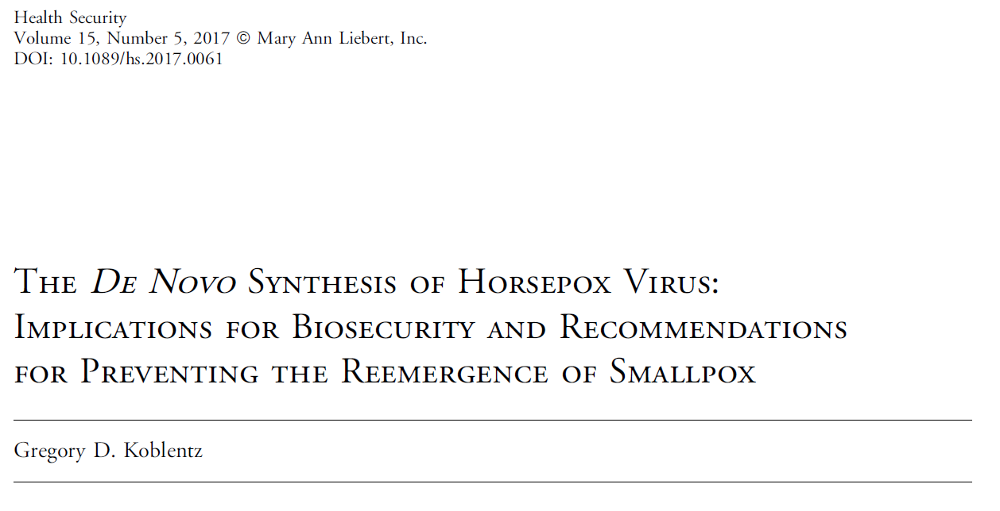 Health Security
Volume 15, Number 5, 2017 © Mary Ann Liebert, Inc.
DOI: 10.1089/hs.2017.0061
The De Novo Synthesis of Horsepox Virus:
Implications for Biosecurity and Recommendations
for Preventing the Reemergence of Smallpox
Gregory D. Koblentz